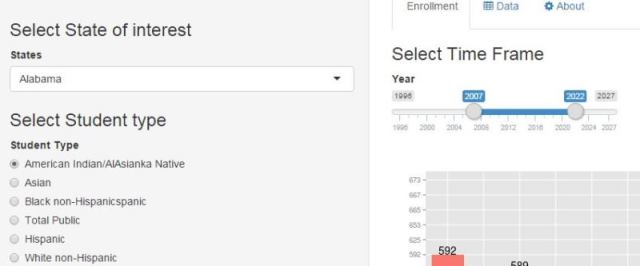 Select State of interest
States
Alabama
Select Student type
Student Type
American Indian/AlAsianka Native
Asian
Black non-Hispanicspanic
Total Public
Hispanic
White non-Hispanic
Enrollment Data About
Select Time Frame
Year
1996 2007 2022 2027
1996 2000 2004 2008 2012 2016 2020 2024 2027
673
667
665
653
625
592
592
589